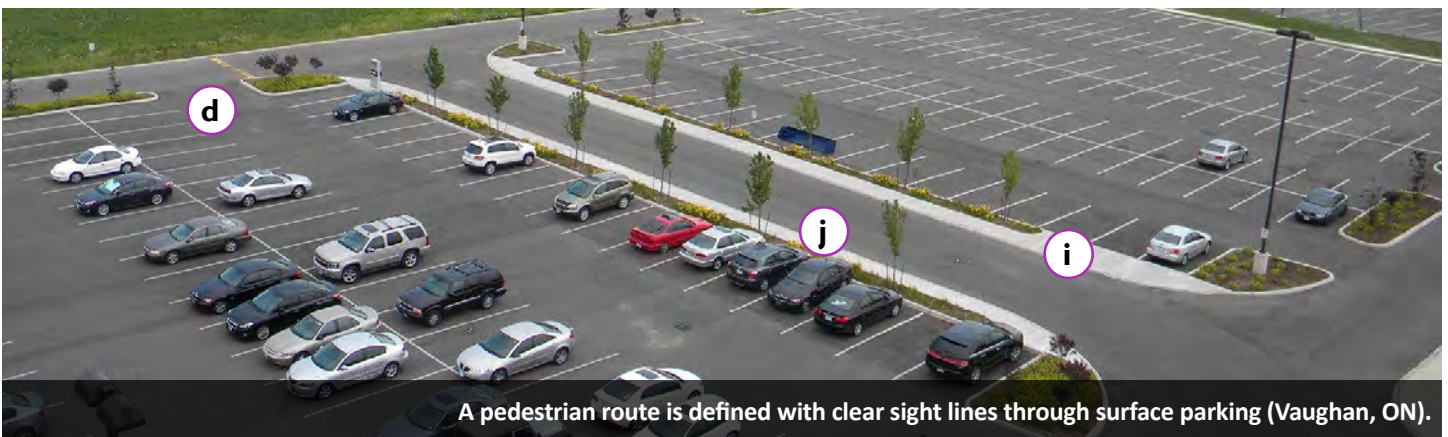 d
j
i
A pedestrian route is defined with clear sight lines through surface parking (Vaughan, ON).